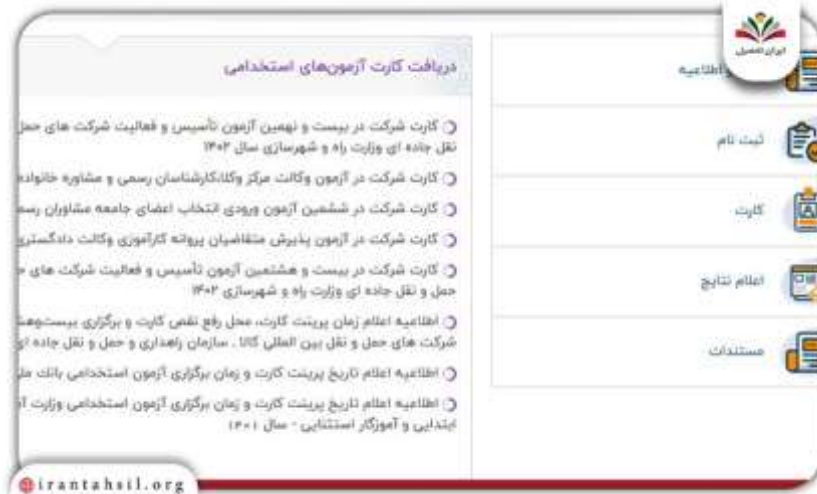 ایران تحصیل
اطلاعیه
ثبت نام
کارت
اعلام نتایج
مستندات
دریافت کارت آزمون‌های استخدامی
کارت شرکت در بیست و نهمین آزمون تأسیس و فعالیت شرکت های حمل
نقل جاده ای وزارت راه و شهرسازی سال ۱۴۰۲
کارت شرکت در آزمون وکالت مرکز وکلا،کارشناسان رسمی و مشاوره خانواده
کارت شرکت در ششمین آزمون ورودی انتخاب اعضای جامعه مشاوران رسم
کارت شرکت در آزمون پذیرش متقاضیان پروانه کارآموزی وکالت دادگستری
کارت شرکت در بیست و هشتمین آزمون تأسیس و فعالیت شرکت های
حمل و نقل جاده ای وزارت راه و شهرسازی ۱۴۰۲
اطلاعیه اعلام زمان پرینت کارت، محل رفع نقص کارت و برگزاری بیست‌وهشت
شرکت های حمل و نقل بین المللی کالا . سازمان راهداری و حمل و نقل جاده ای
اطلاعیه اعلام تاریخ پرینت کارت و زمان برگزاری آزمون استخدامی بانک مل
اطلاعیه اعلام تاریخ پرینت کارت و زمان برگزاری آزمون استخدامی وزارت آ
ابتدایی و آموزگار استثنایی - سال ۱۴۰۱
irantahsil.org